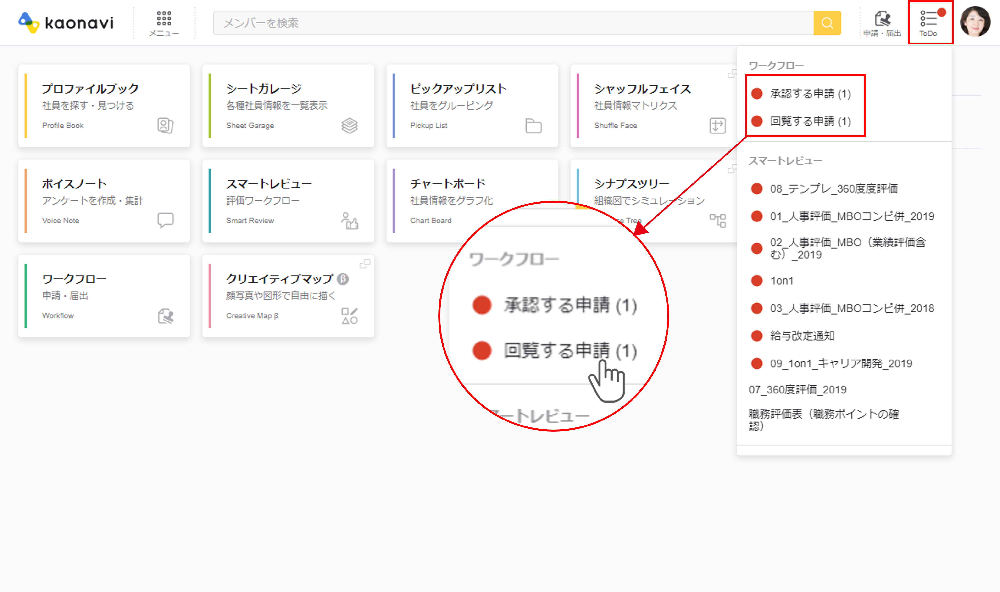 kaonavi
メニュー
メンバーを検索
申請・届出
ToDo
プロファイルブック
社員を探す・見つける
Profile Book
シートガレージ
各種社員情報を一覧表示
Sheet Garage
ピックアップリスト
社員をグルーピング
Pickup List
シャッフルフェイス
社員情報マトリクス
Shuffle Face
ボイスノート
アンケートを作成・集計
Voice Note
スマートレビュー
評価ワークフロー
Smart Review
チャートボード
社員情報をグラフ化
Chart Board
シナプスツリー
組織図でシミュレーション
se Tree
ワークフロー
申請・届出
Workflow
クリエイティブマップ β
顔写真や図形で自由に描く
Creative Map β
ワークフロー
承認する申請 (1)
回覧する申請 (1)
スマートレビュー
08_テンプレ_360度度評価
01_人事評価_MBOコンピ併_2019
02_人事評価_MBO（業績評価含
む）_2019
1on1
03_人事評価_MBOコンピ併_2018
給与改定通知
09_1on1_キャリア開発_2019
07_360度評価_2019
職務評価表（職務ポイントの確
認）
ワークフロー
承認する申請 (1)
回覧する申請 (1)
マートレビュー